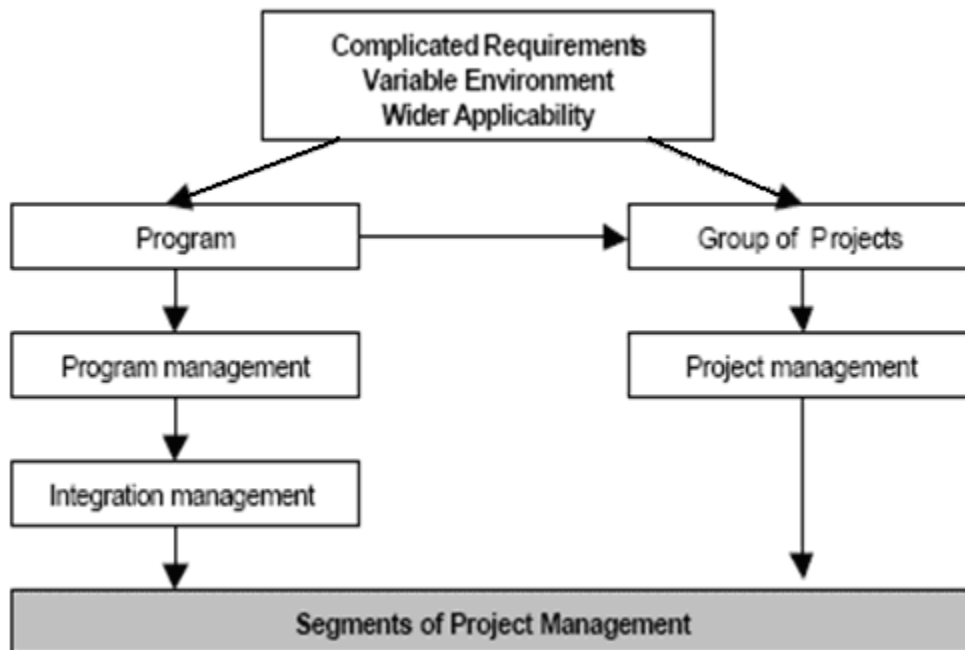 Complicated Requirements
Variable Environment
Wider Applicability
Program
Group of Projects
Program management
Project management
Integration management
Segments of Project Management